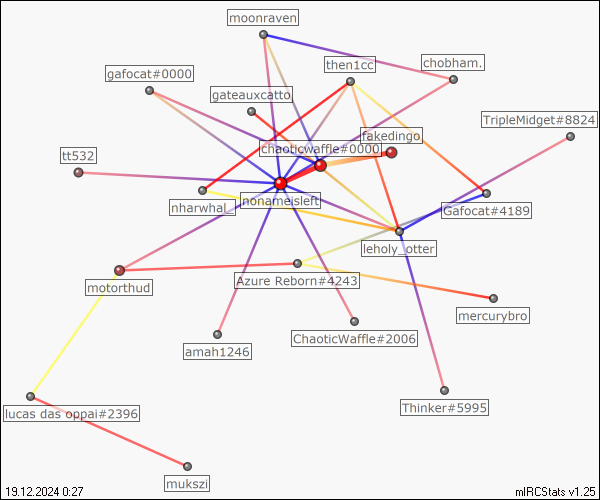 moonraven
then1cc
chobham.
gafocat#0000
gateauxcatto
TripleMidget#8824
fakedingo
chaoticwaffle#0000
tt532
nharwhal_
nonameisleft
Gafocat#4189
leholy_otter
motorthud
Azure Reborn#4243
mercurybro
amah1246
ChaoticWaffle#2006
Thinker#5995
lucas das oppai#2396
mukszi
19.12.2024 0:27
mIRCStats v1.25